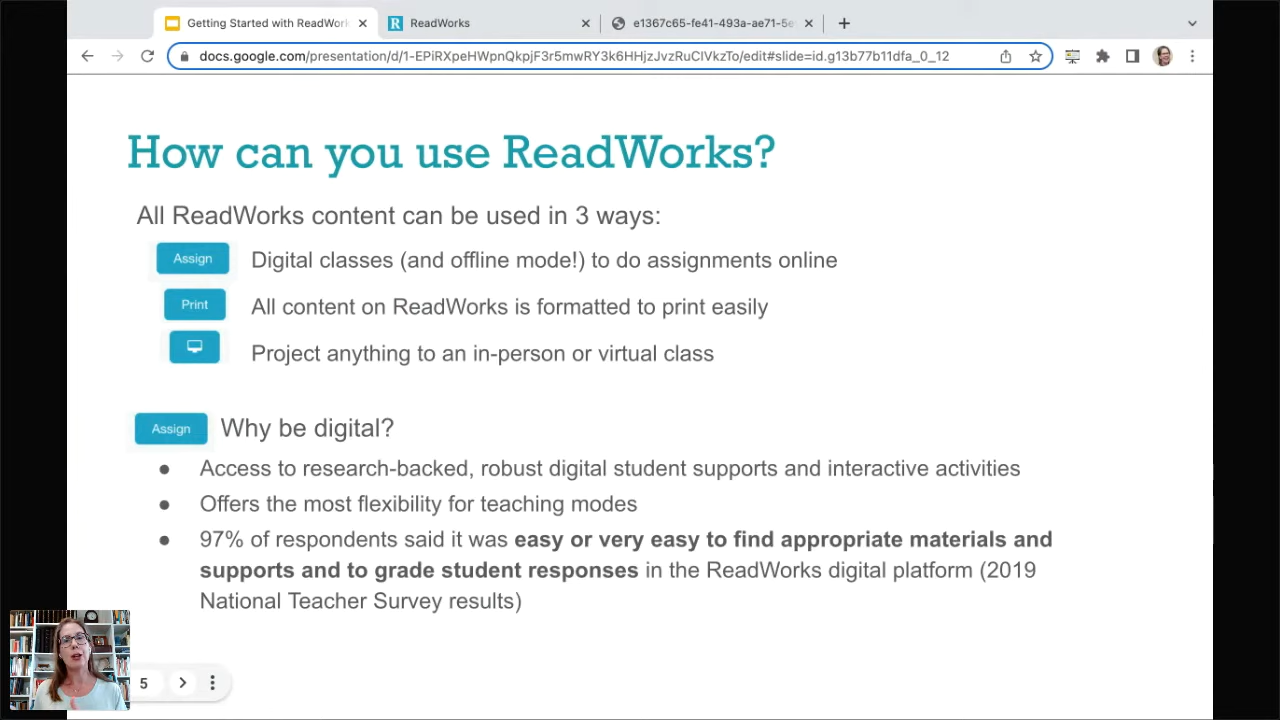 Getting Started with ReadWork
ReadWorks
e1367c65-fe41-493a-ae71-5e
docs.google.com/presentation/d/1-EPiRXpeHWpnQkpjF3r5mwRY3k6HHjzJvzRuClVkzTo/edit#slide=id.g13b77b11dfa_0_12
How can you use ReadWorks?
All ReadWorks content can be used in 3 ways:
Assign Digital classes (and offline mode!) to do assignments online
Print All content on ReadWorks is formatted to print easily
Project anything to an in-person or virtual class
Assign Why be digital?
● Access to research-backed, robust digital student supports and interactive activities
● Offers the most flexibility for teaching modes
● 97% of respondents said it was easy or very easy to find appropriate materials and
supports and to grade student responses in the ReadWorks digital platform (2019
National Teacher Survey results)
5